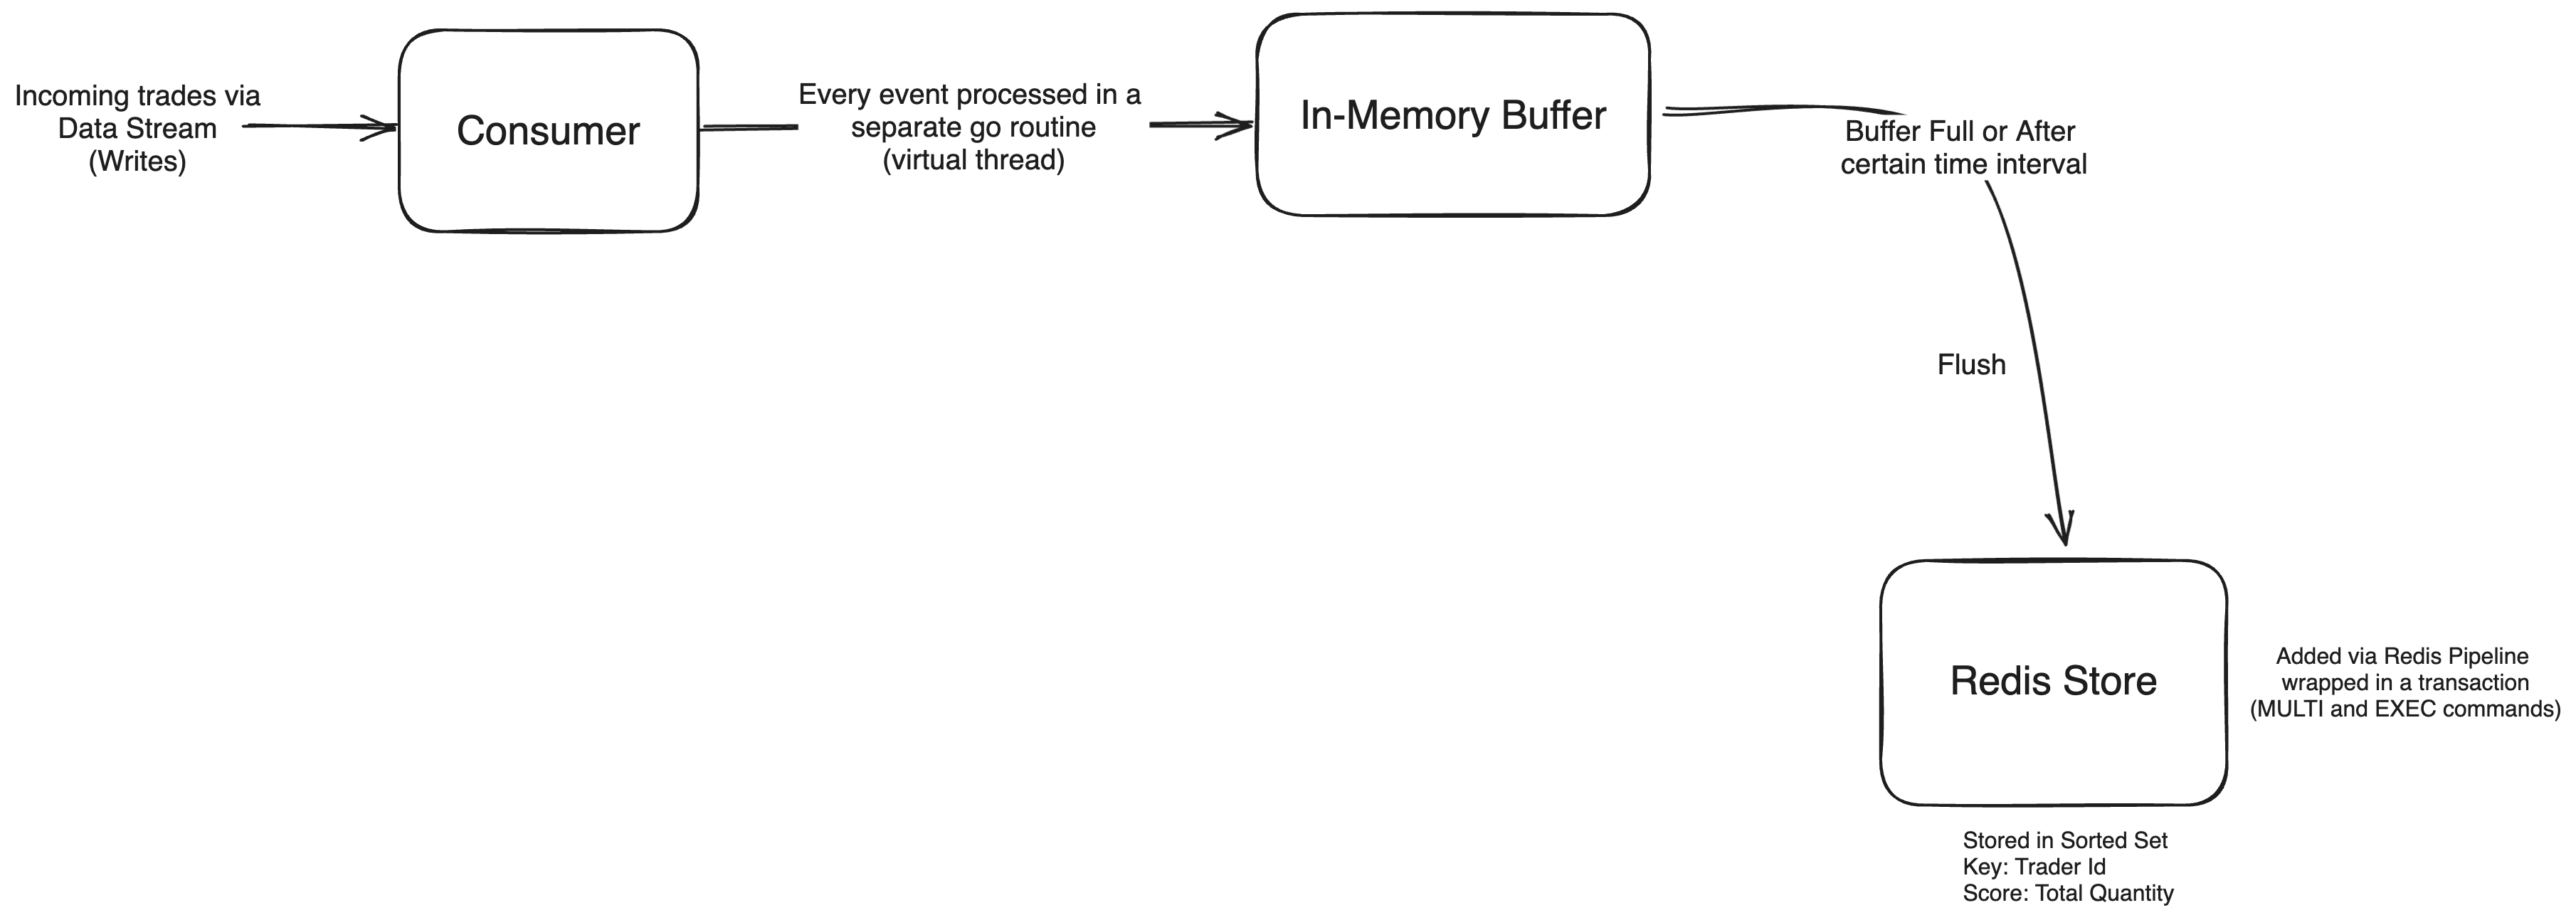 Incoming trades via
Data Stream
(Writes)
Consumer
Every event processed in a
separate go routine
(virtual thread)
In-Memory Buffer
Buffer Full or After
certain time interval
Flush
Redis Store
Added via Redis Pipeline
wrapped in a transaction
(MULTI and EXEC commands)
Stored in Sorted Set
Key: Trader Id
Score: Total Quantity